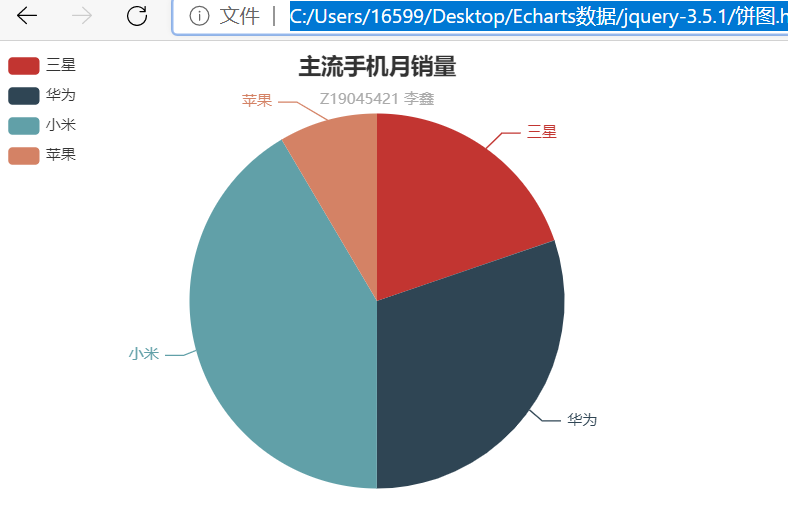 文件 | C:/Users/16599/Desktop/Echarts数据/jquery-3.5.1/饼图.h
主流手机月销量
Z19045421 李鑫
三星
华为
小米
苹果
苹果
三星
小米
华为